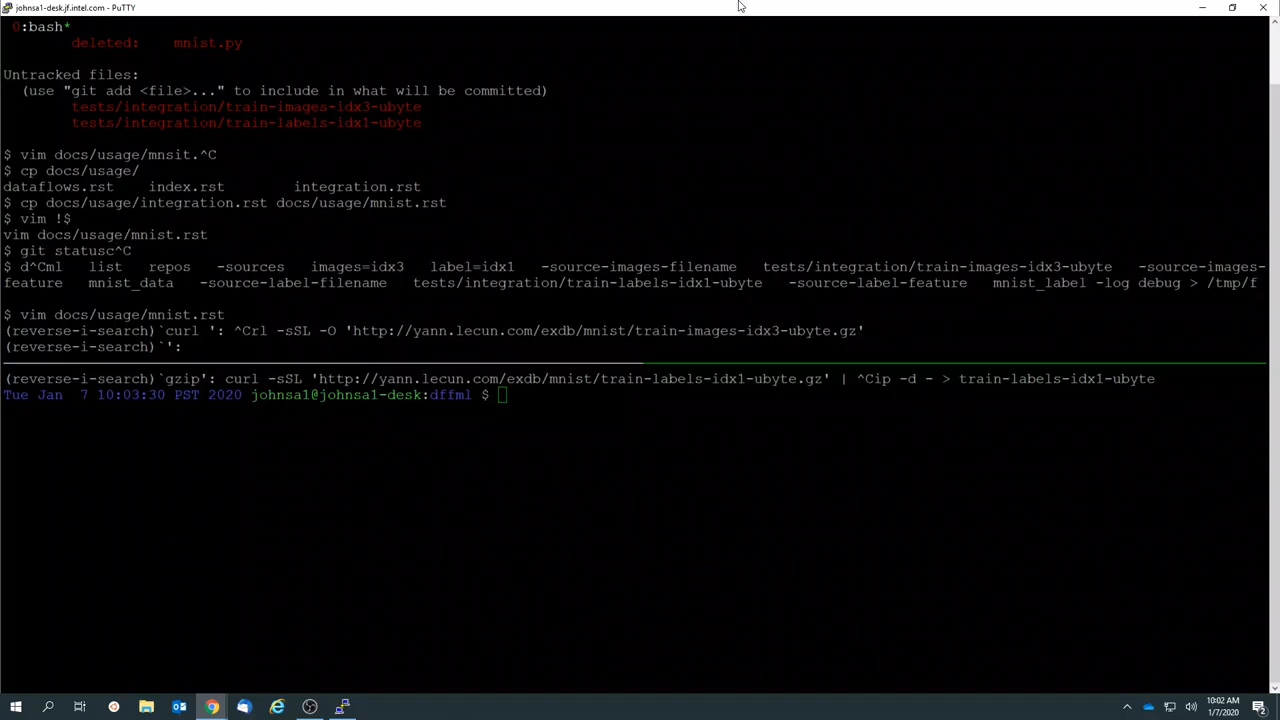 johnsa1-desk.jf.intel.com - PuTTY
0:bash*
deleted: mnist.py
Untracked files:
(use "git add <file>..." to include in what will be committed)
tests/integration/train-images-idx3-ubyte
tests/integration/train-labels-idx1-ubyte
$ vim docs/usage/mnsit.^C
$ cp docs/usage/
dataflows.rst index.rst integration.rst
$ cp docs/usage/integration.rst docs/usage/mnist.rst
$ vim !$
vim docs/usage/mnist.rst
$ git statusc^C
$ d^Cml list repos -sources images=idx3 label=idx1 -source-images-filename tests/integration/train-images-idx3-ubyte -source-images-
feature mnist_data -source-label-filename tests/integration/train-labels-idx1-ubyte -source-label-feature mnist_label -log debug > /tmp/f
$ vim docs/usage/mnist.rst
(reverse-i-search)`curl ': ^Crl -sSL -O 'http://yann.lecun.com/exdb/mnist/train-images-idx3-ubyte.gz'
(reverse-i-search)`':
(reverse-i-search)`gzip': curl -sSL 'http://yann.lecun.com/exdb/mnist/train-labels-idx1-ubyte.gz' | ^Cip -d - > train-labels-idx1-ubyte
Tue Jan 7 10:03:30 PST 2020 johnsa1@johnsa1-desk:dffml $
10:02 AM
1/7/2020
2